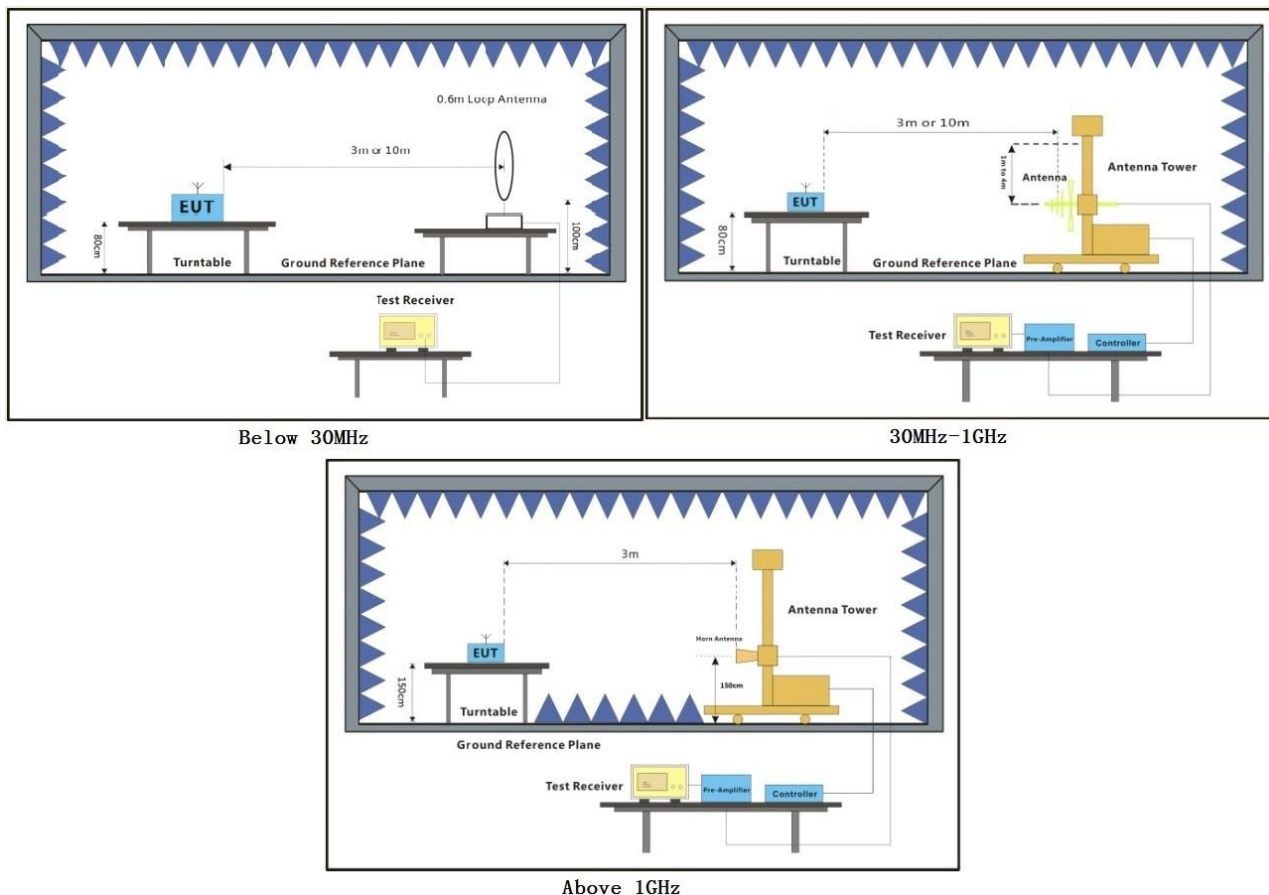 0.6m Loop Antenna
3m or 10m
EUT
80cm
100cm
Turntable
Ground Reference Plane
Test Receiver
Below 30MHz
3m or 10m
1m to 4m
Antenna
Antenna Tower
EUT
80cm
Turntable
Ground Reference Plane
Test Receiver
Pre-Amplifier
Controller
30MHz-1GHz
3m
Antenna Tower
Horn Antenna
EUT
150cm
150cm
Turntable
Ground Reference Plane
Test Receiver
Pre-Amplifier
Controller
Above 1GHz